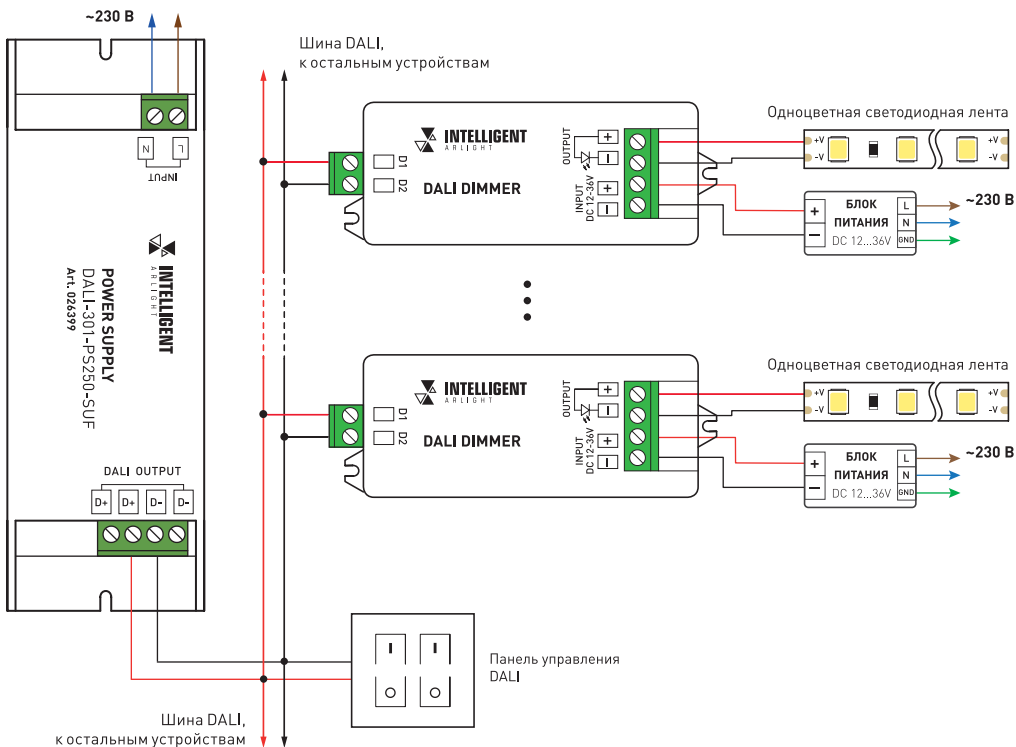 ~230 В
N
L
INPUT
INTELLIGENT
ARLIGHT
POWER SUPPLY
DALI-301-PS250-SUF
Art. 026399
DALI OUTPUT
D+ D+ D- D-
Шина DALI,
к остальным устройствам
INTELLIGENT
ARLIGHT
DALI DIMMER
D1
D2
OUTPUT
+
−
INPUT
DC 12-36V
+
−
Одноцветная светодиодная лента
+V +V
-V -V
+
−
БЛОК
ПИТАНИЯ
DC 12...36V
L
N
GND
~230 В
INTELLIGENT
ARLIGHT
DALI DIMMER
D1
D2
OUTPUT
+
−
INPUT
DC 12-36V
+
−
Одноцветная светодиодная лента
+V +V
-V -V
+
−
БЛОК
ПИТАНИЯ
DC 12...36V
L
N
GND
~230 В
I I
O O
Панель управления
DALI
Шина DALI,
к остальным устройствам